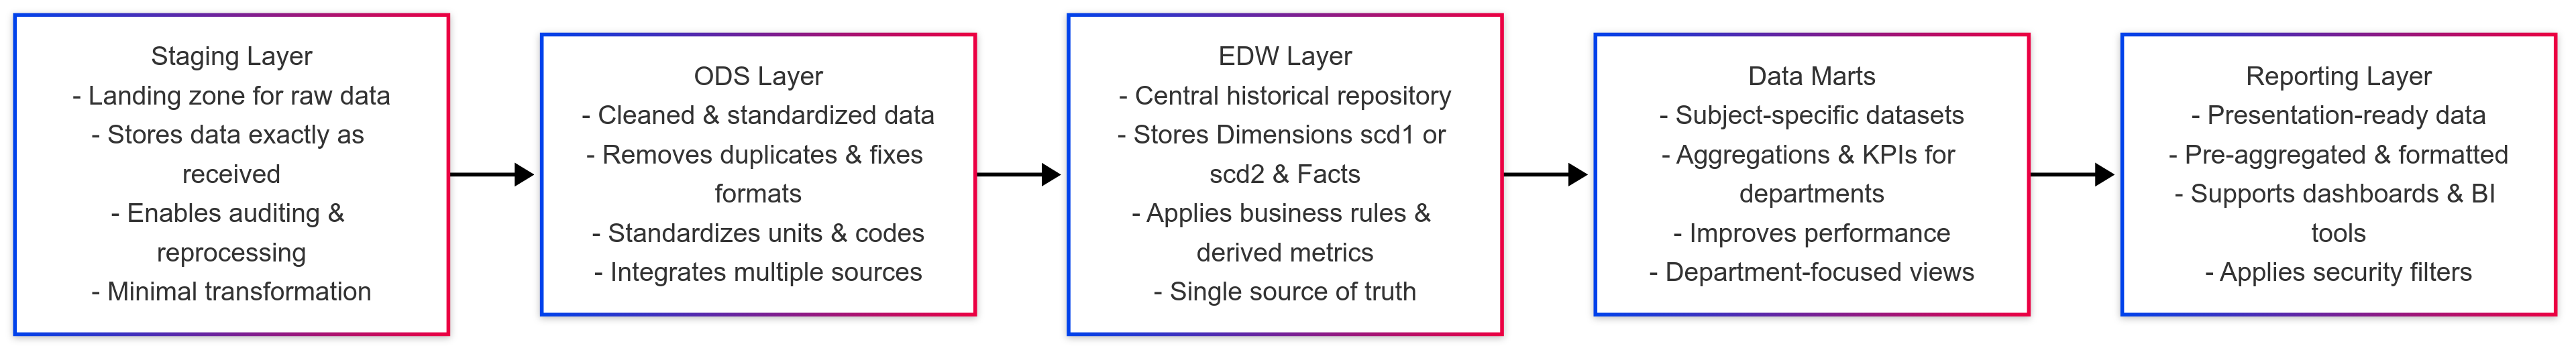 Staging Layer
- Landing zone for raw data
- Stores data exactly as
received
- Enables auditing &
reprocessing
- Minimal transformation
ODS Layer
- Cleaned & standardized data
- Removes duplicates & fixes
formats
- Standardizes units & codes
- Integrates multiple sources
EDW Layer
- Central historical repository
- Stores Dimensions scd1 or
scd2 & Facts
- Applies business rules &
derived metrics
- Single source of truth
Data Marts
- Subject-specific datasets
- Aggregations & KPIs for
departments
- Improves performance
- Department-focused views
Reporting Layer
- Presentation-ready data
- Pre-aggregated & formatted
- Supports dashboards & BI
tools
- Applies security filters